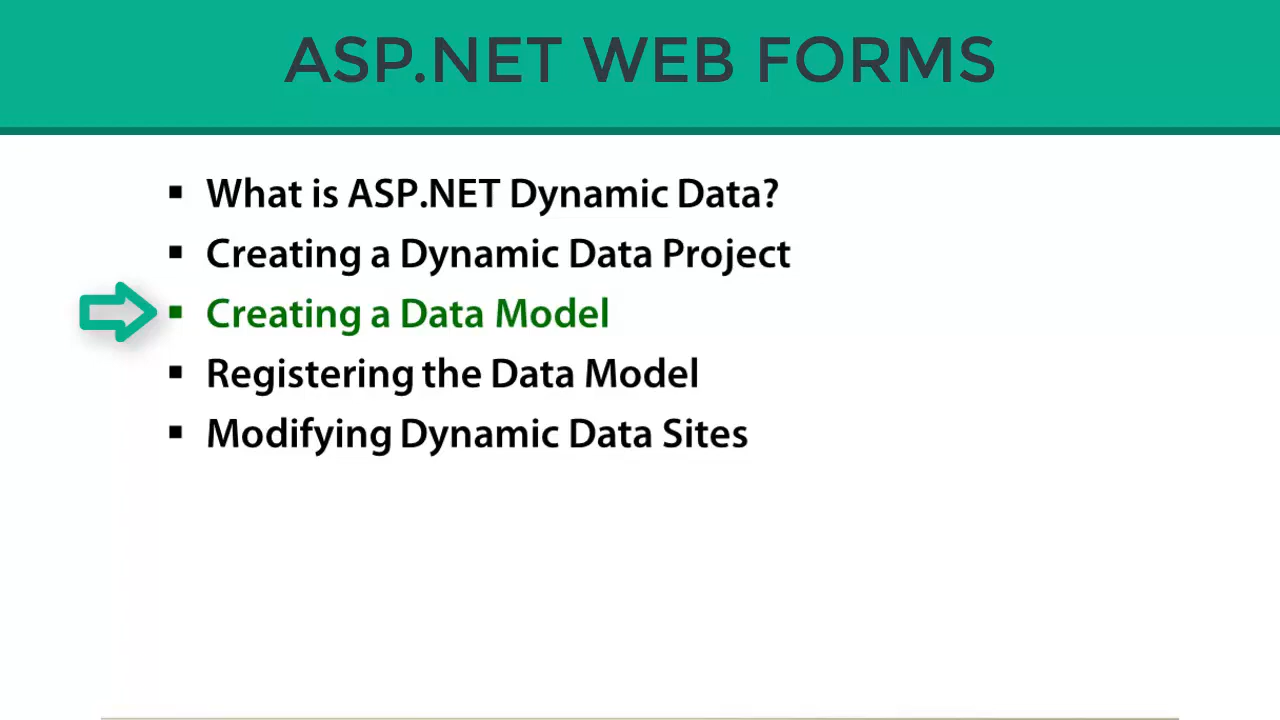 ASP.NET WEB FORMS
▪ What is ASP.NET Dynamic Data?
▪ Creating a Dynamic Data Project
▪ Creating a Data Model
▪ Registering the Data Model
▪ Modifying Dynamic Data Sites